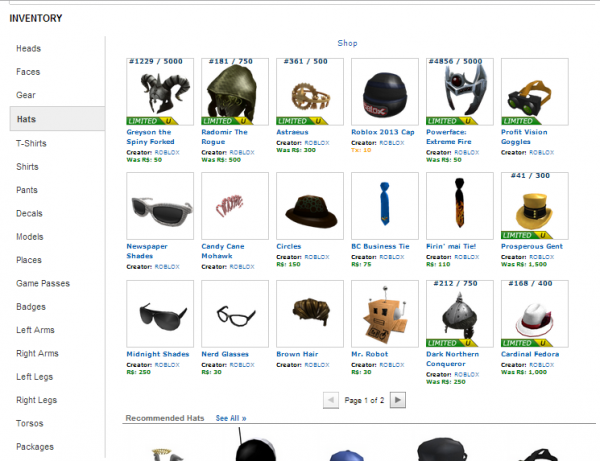 INVENTORY
Heads
Faces
Gear
Hats
T-Shirts
Shirts
Pants
Decals
Models
Places
Game Passes
Badges
Left Arms
Right Arms
Left Legs
Right Legs
Torsos
Packages
Shop
#1229 / 5000
LIMITED U
Greyson the
Spiny Forked
Creator: ROBLOX
Was R$: 50
#181 / 750
LIMITED U
Radomir The
Rogue
Creator: ROBLOX
Was R$: 500
#361 / 500
LIMITED U
Astraeus
Creator: ROBLOX
Was R$: 300
ROBLOX
Roblox 2013 Cap
Creator: ROBLOX
Tx: 10
#4856 / 5000
LIMITED U
Powerface:
Extreme Fire
Creator: ROBLOX
Was R$: 50
Profit Vision
Goggles
Creator: ROBLOX
Newspaper
Shades
Creator: ROBLOX
Candy Cane
Mohawk
Creator: ROBLOX
Circles
Creator: ROBLOX
R$: 150
BC Business Tie
Creator: ROBLOX
R$: 75
Firin' mai Tie!
Creator: ROBLOX
R$: 110
#41 / 300
LIMITED U
Prosperous Gent
Creator: ROBLOX
Was R$: 1,500
Midnight Shades
Creator: ROBLOX
R$: 250
Nerd Glasses
Creator: ROBLOX
R$: 30
Brown Hair
Creator: ROBLOX
Mr. Robot
Creator: ROBLOX
R$: 30
#212 / 750
LIMITED U
Dark Northern
Conqueror
Creator: ROBLOX
Was R$: 250
#168 / 400
LIMITED U
Cardinal Fedora
Creator: ROBLOX
Was R$: 1,000
Page 1 of 2
Recommended Hats See All »